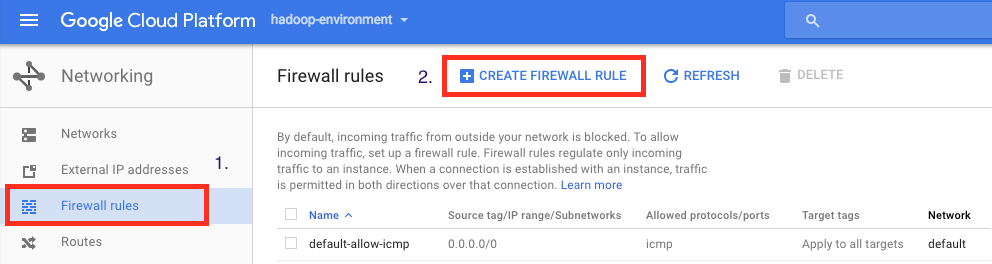 Google Cloud Platform hadoop-environment
Networking
Firewall rules 2. CREATE FIREWALL RULE REFRESH DELETE
Networks
External IP addresses
1.
Firewall rules
Routes
By default, incoming traffic from outside your network is blocked. To allow
incoming traffic, set up a firewall rule. Firewall rules regulate only incoming
traffic to an instance. When a connection is established with an instance, traffic
is permitted in both directions over that connection. Learn more
Name Source tag/IP range/Subnetworks Allowed protocols/ports Target tags Network
default-allow-icmp 0.0.0.0/0 icmp Apply to all targets default